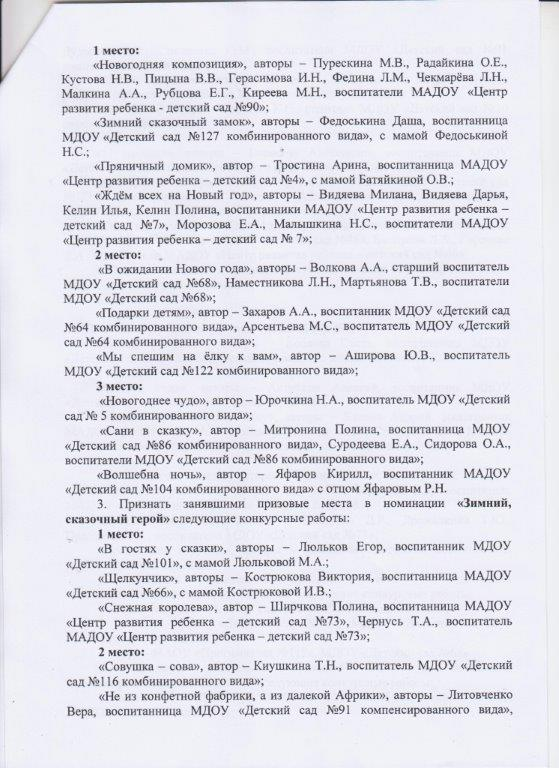 1 место:
«Новогодняя композиция», авторы – Пурескина М.В., Радайкина О.Е.,
Кустова Н.В., Пицына В.В., Герасимова И.Н., Федина Л.М., Чекмарёва Л.Н.,
Малкина А.А., Рубцова Е.Г., Киреева М.Н., воспитатели МАДОУ «Центр
развития ребенка - детский сад №90»;
«Зимний сказочный замок», авторы – Федоськина Даша, воспитанница
МДОУ «Детский сад №127 комбинированного вида», с мамой Федоськиной
Н.С.;
«Пряничный домик», автор – Тростина Арина, воспитанница МАДОУ
«Центр развития ребенка – детский сад №4», с мамой Батяйкиной О.В.;
«Ждём всех на Новый год», авторы – Видяева Милана, Видяева Дарья,
Келин Илья, Келин Полина, воспитанники МАДОУ «Центр развития ребенка –
детский сад №7», Морозова Е.А., Малышкина Н.С., воспитатели МАДОУ
«Центр развития ребенка – детский сад № 7»;
2 место:
«В ожидании Нового года», авторы – Волкова А.А., старший воспитатель
МДОУ «Детский сад №68», Наместникова Л.Н., Мартьянова Т.В., воспитатели
МДОУ «Детский сад №68»;
«Подарки детям», автор – Захаров А.А., воспитанник МДОУ «Детский сад
№64 комбинированного вида», Арсентьева М.С., воспитатель МДОУ «Детский
сад №64 комбинированного вида»;
«Мы спешим на ёлку к вам», автор – Аширова Ю.В., воспитатель
МДОУ «Детский сад №122 комбинированного вида»;
3 место:
«Новогоднее чудо», автор – Юрочкина Н.А., воспитатель МДОУ «Детский
сад № 5 комбинированного вида»;
«Сани в сказку», автор – Митронина Полина, воспитанница МДОУ
«Детский сад №86 комбинированного вида», Суродеева Е.А., Сидорова О.А.,
воспитатели МДОУ «Детский сад №86 комбинированного вида»;
«Волшебна ночь», автор – Яфаров Кирилл, воспитанник МАДОУ
«Детский сад №104 комбинированного вида» с отцом Яфаровым Р.Н.
3. Признать занявшими призовые места в номинации «Зимний,
сказочный герой» следующие конкурсные работы:
1 место:
«В гостях у сказки», авторы – Люльков Егор, воспитанник МДОУ
«Детский сад №101», с мамой Люльковой М.А.;
«Щелкунчик», авторы – Кострюкова Виктория, воспитанница МАДОУ
«Детский сад №66», с мамой Кострюковой И.В.;
«Снежная королева», автор – Ширчкова Полина, воспитанница МАДОУ
«Центр развития ребенка – детский сад №73», Чернусь Т.А., воспитатель
МАДОУ «Центр развития ребенка – детский сад №73»;
2 место:
«Совушка – сова», автор – Киушкина Т.Н., воспитатель МДОУ «Детский
сад №116 комбинированного вида»;
«Не из конфетной фабрики, а из далекой Африки», авторы – Литовченко
Вера, воспитанница МДОУ «Детский сад №91 компенсированного вида»,